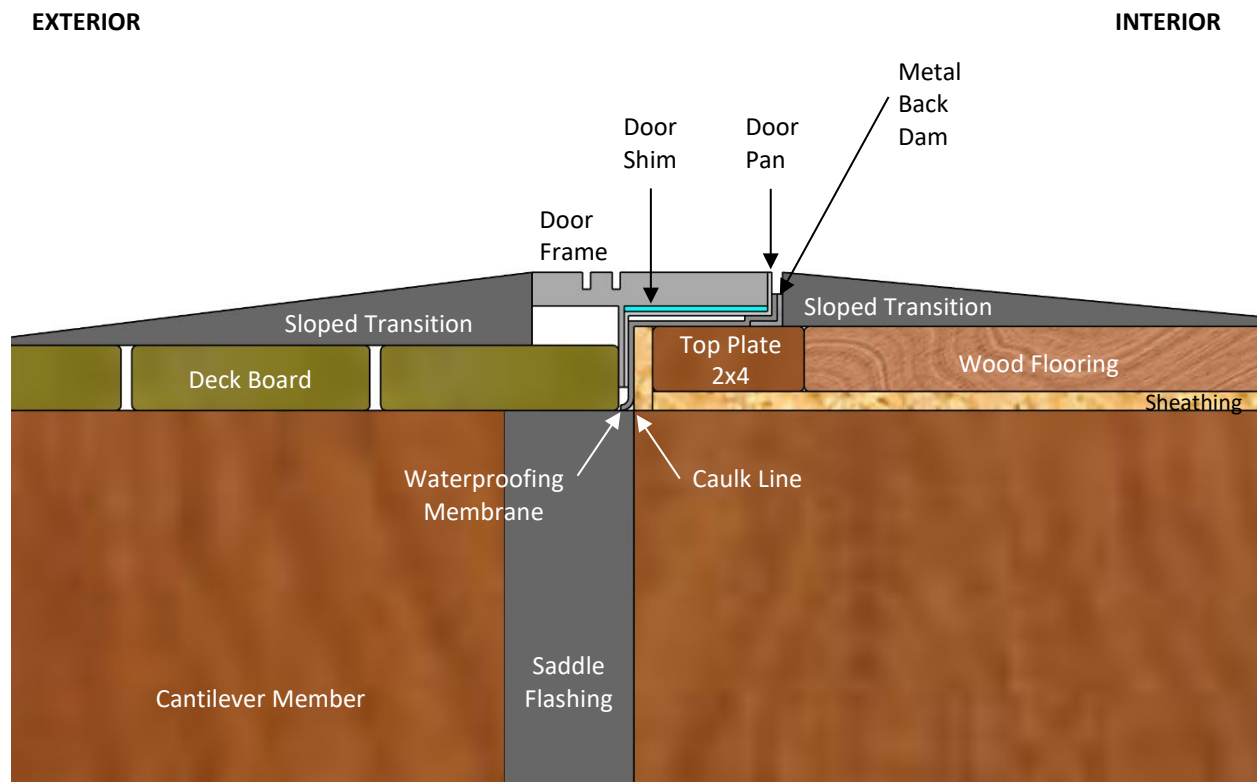 EXTERIOR
INTERIOR
Metal
Back
Dam
Door
Shim
Door
Pan
Door
Frame
Sloped Transition
Sloped Transition
Deck Board
Top Plate
2x4
Wood Flooring
Sheathing
Waterproofing
Membrane
Caulk Line
Saddle
Flashing
Cantilever Member